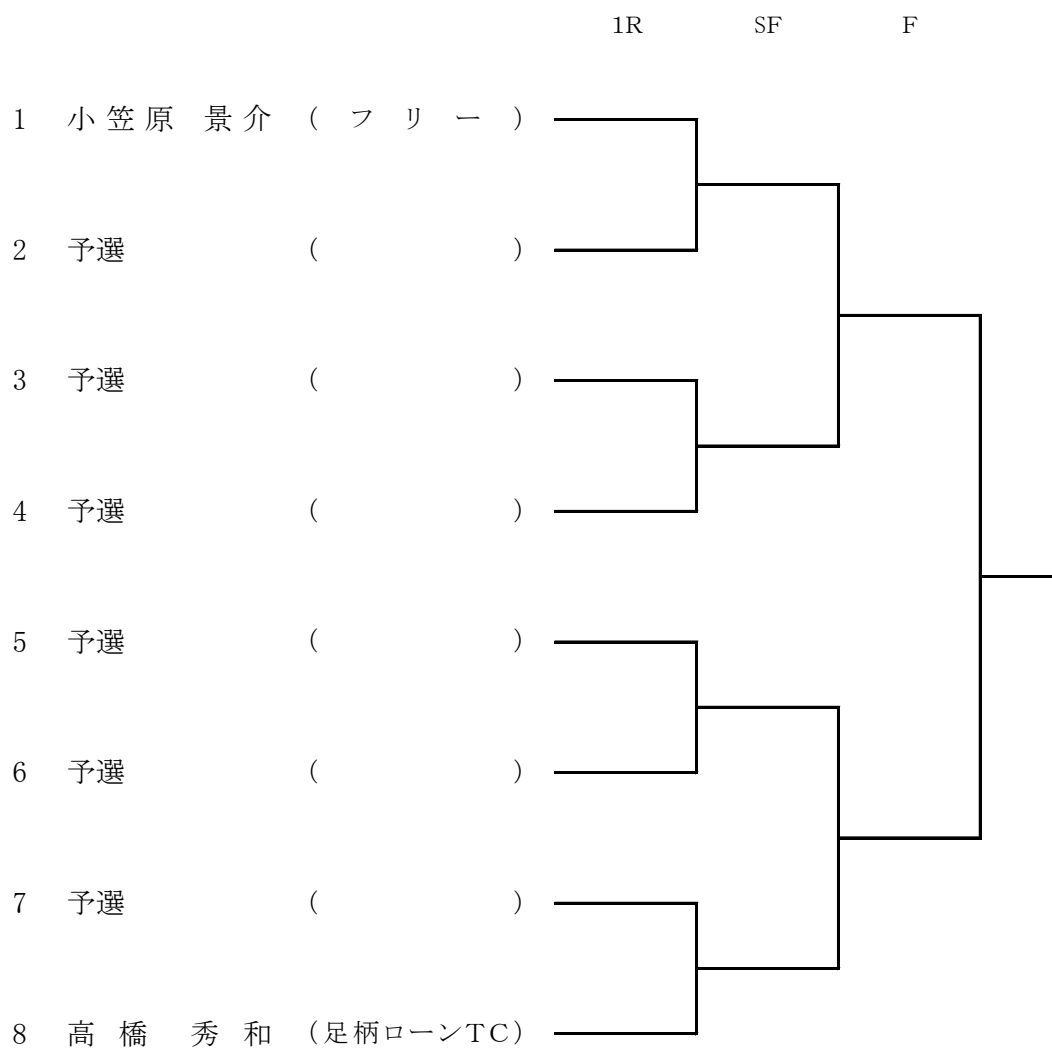 1R SF F
1 小笠原 景介 (フリー)
2 予選 ( )
3 予選 ( )
4 予選 ( )
5 予選 ( )
6 予選 ( )
7 予選 ( )
8 高橋 秀和 (足柄ローンTC)